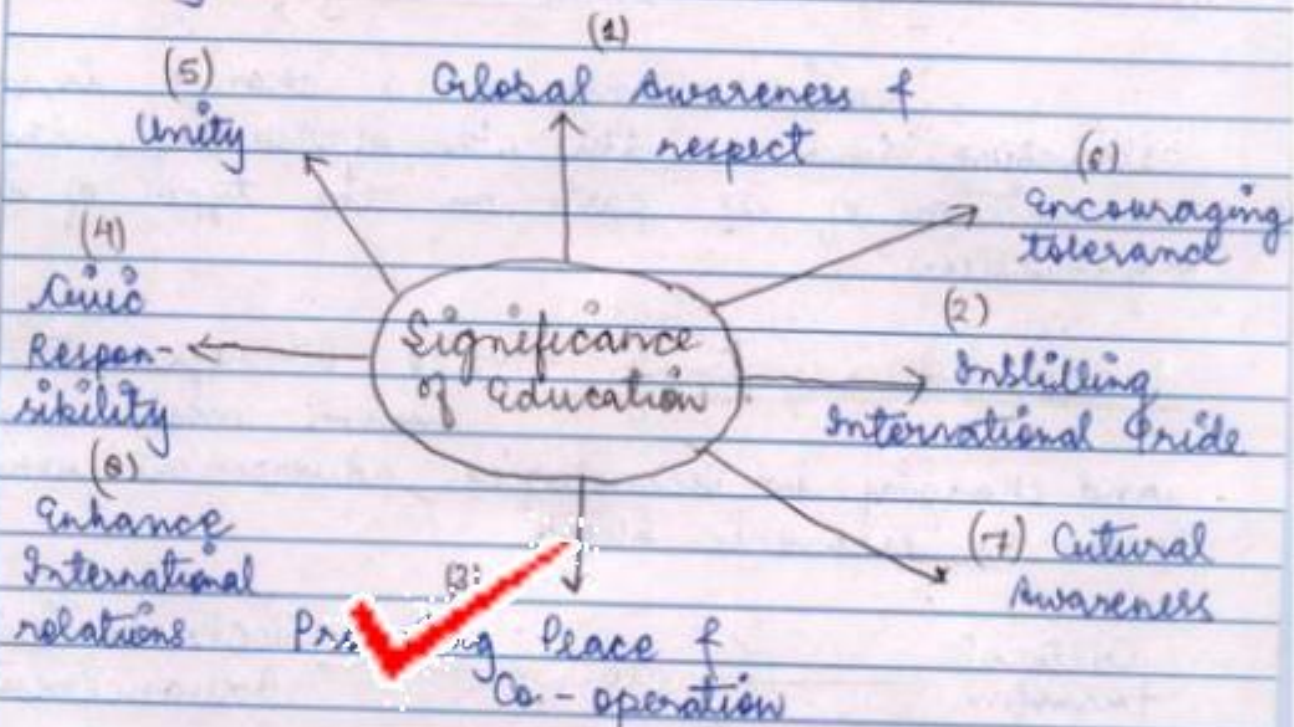 (1)
Global Awareness &
respect
(5)
Unity
(6)
Encouraging
tolerance
(4)
Civic
Respon-
sibility
Significance
of Education
(2)
Instilling
International Pride
(8)
Enhance
International
relations
(7) Cutural
Awareness
(3)
Peace &
Co-operation